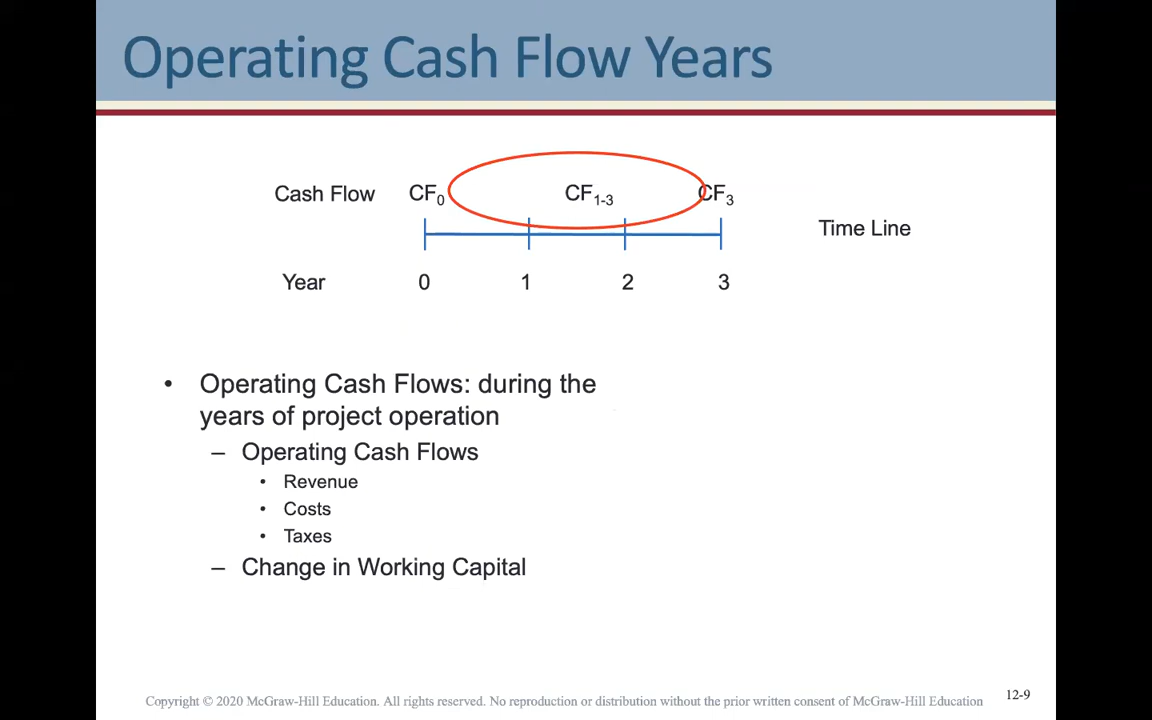 Operating Cash Flow Years
Cash Flow CF0 CF1-3 CF3
Time Line
Year 0 1 2 3
• Operating Cash Flows: during the
years of project operation
– Operating Cash Flows
• Revenue
• Costs
• Taxes
– Change in Working Capital
Copyright © 2020 McGraw-Hill Education. All rights reserved. No reproduction or distribution without the prior written consent of McGraw-Hill Education 12-9